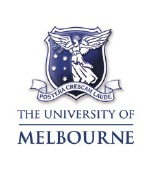 POSTERA CRESCAM LAUDE
THE UNIVERSITY OF
MELBOURNE